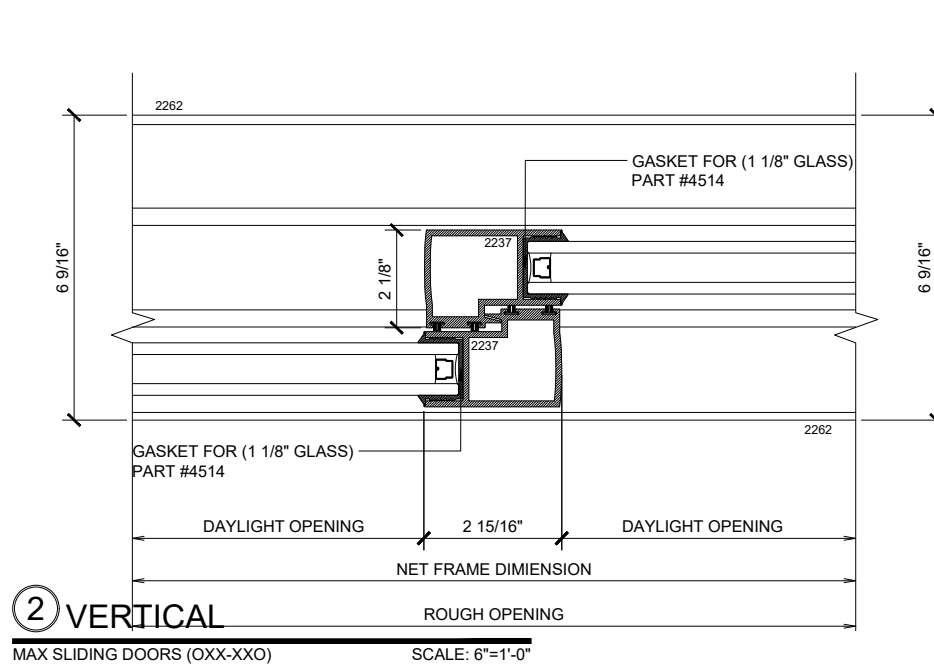 2262
GASKET FOR (1 1/8" GLASS)
PART #4514
2237
6 9/16"
2 1/8"
6 9/16"
2237
2262
GASKET FOR (1 1/8" GLASS)
PART #4514
DAYLIGHT OPENING
2 15/16"
DAYLIGHT OPENING
NET FRAME DIMIENSION
2 VERTICAL
ROUGH OPENING
MAX SLIDING DOORS (OXX-XXO)
SCALE: 6"=1'-0"